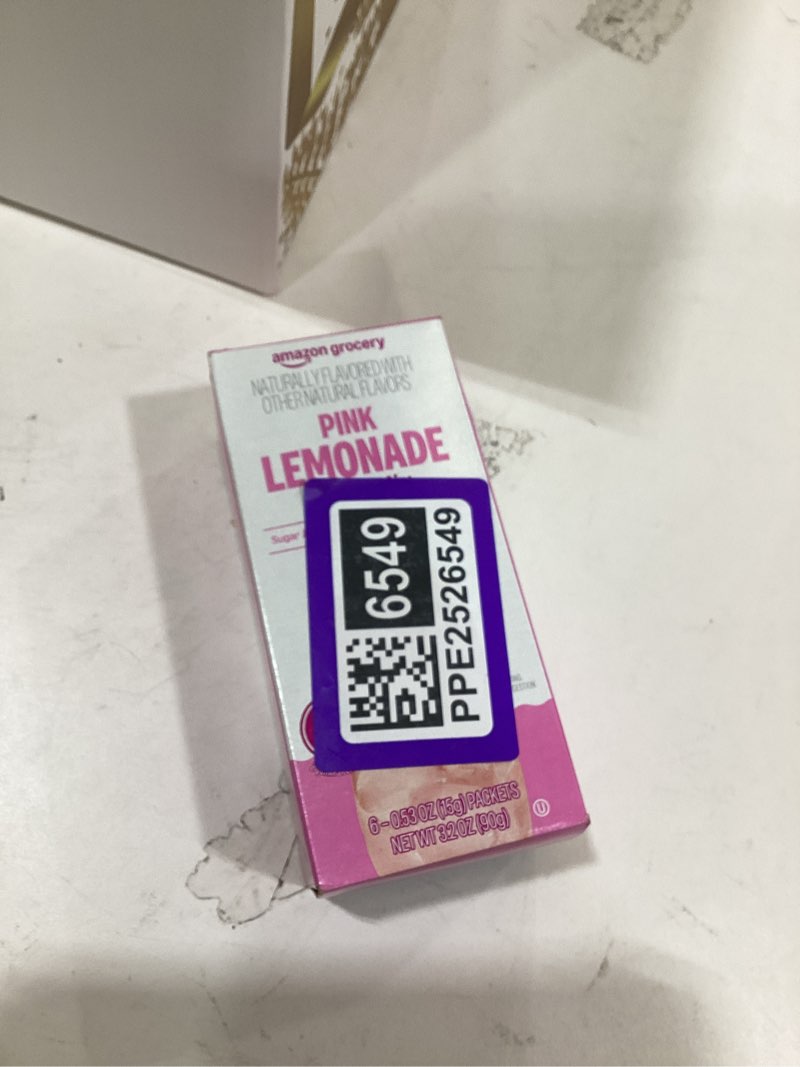 amazon grocery
NATURALLY FLAVORED WITH
OTHER NATURAL FLAVORS
PINK
LEMONADE
Sugar
6549
PPE2526549
6 – 0.53 OZ (15g) PACKETS
NET WT 3.2 OZ (90g)
U